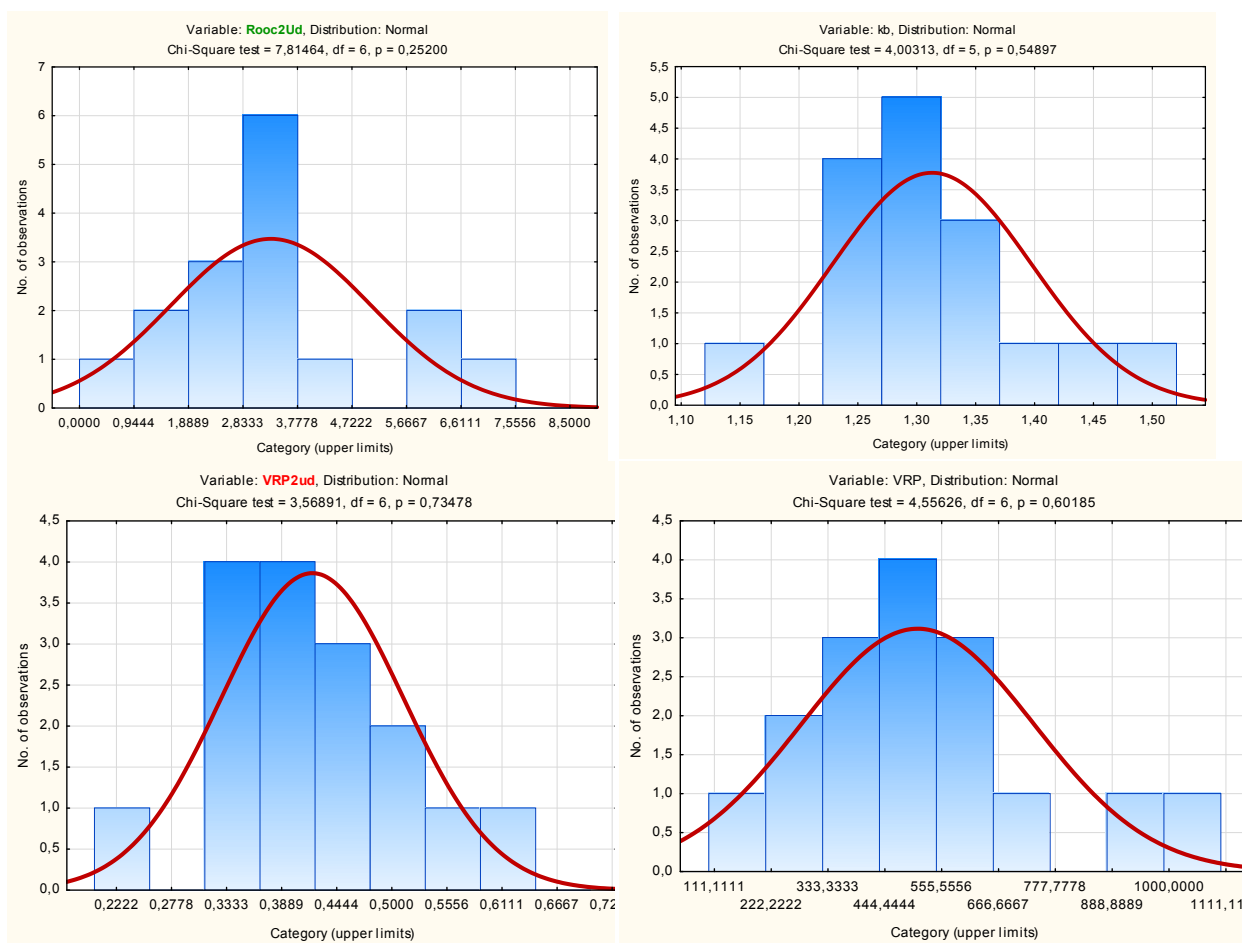 Variable: Rooc2Ud, Distribution: Normal
Chi-Square test = 7,81464, df = 6, p = 0,25200
7
6
5
4
3
2
1
0
No. of observations
0,0000 0,9444 1,8889 2,8333 3,7778 4,7222 5,6667 6,6111 7,5556 8,5000
Category (upper limits)
Variable: kb, Distribution: Normal
Chi-Square test = 4,00313, df = 5, p = 0,54897
5,5
5,0
4,5
4,0
3,5
3,0
2,5
2,0
1,5
1,0
0,5
0,0
No. of observations
1,10 1,15 1,20 1,25 1,30 1,35 1,40 1,45 1,50
Category (upper limits)
Variable: VRP2ud, Distribution: Normal
Chi-Square test = 3,56891, df = 6, p = 0,73478
4,5
4,0
3,5
3,0
2,5
2,0
1,5
1,0
0,5
0,0
No. of observations
0,2222 0,2778 0,3333 0,3889 0,4444 0,5000 0,5556 0,6111 0,6667 0,72
Category (upper limits)
Variable: VRP, Distribution: Normal
Chi-Square test = 4,55626, df = 6, p = 0,60185
4,5
4,0
3,5
3,0
2,5
2,0
1,5
1,0
0,5
0,0
No. of observations
111,1111 333,3333 555,5556 777,7778 1000,0000
222,2222 444,4444 666,6667 888,8889 1111,11
Category (upper limits)